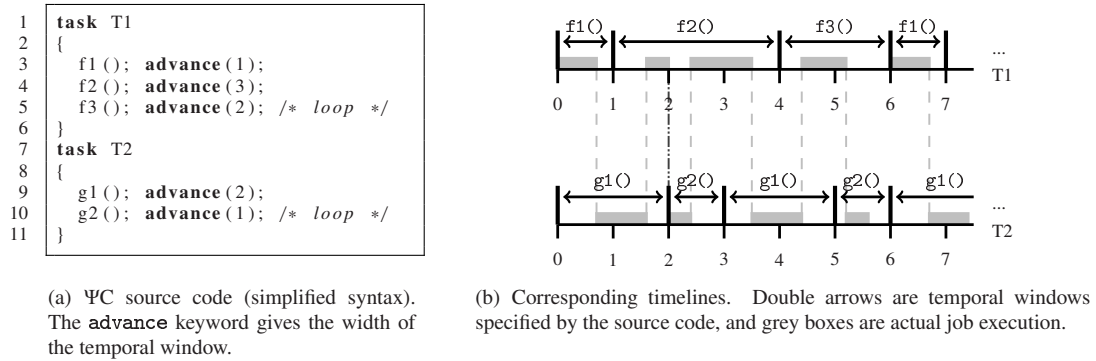 1 task T1
2 {
3 f1(); advance(1);
4 f2(); advance(3);
5 f3(); advance(2); /* loop */
6 }
7 task T2
8 {
9 g1(); advance(2);
10 g2(); advance(1); /* loop */
11 }
(a) ΨC source code (simplified syntax).
The advance keyword gives the width of
the temporal window.
f1() f2() f3() f1()
...
T1
0 1 2 3 4 5 6 7
g1() g2() g1() g2() g1()
...
T2
0 1 2 3 4 5 6 7
(b) Corresponding timelines. Double arrows are temporal windows
specified by the source code, and grey boxes are actual job execution.